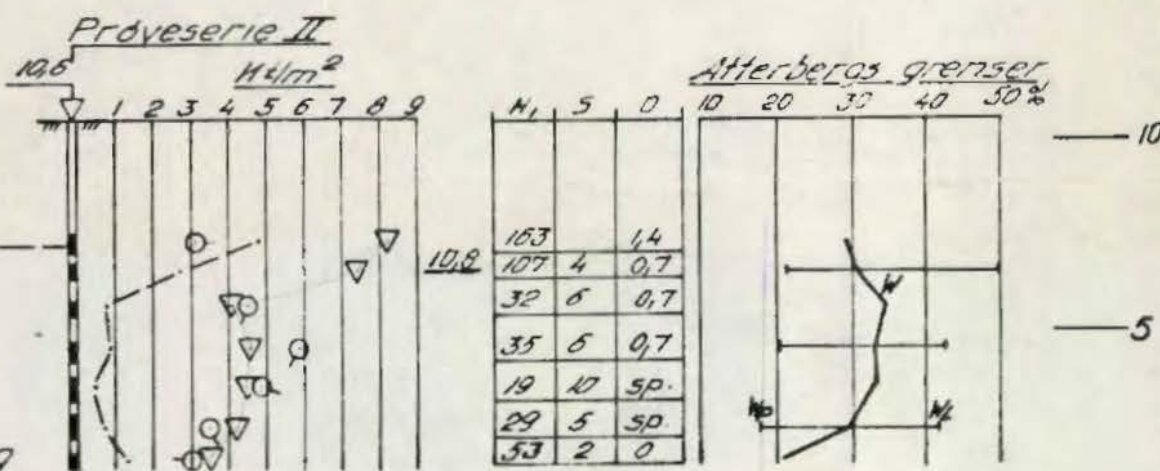 Prøveserie II
10,6
H t/m²
Atterbergs grenser
1 2 3 4 5 6 7 8 9
H₁ S O
10 20 30 40 50%
10
163 1,4
10,8
107 4 0,7
W
32 6 0,7
5
35 6 0,7
19 10 sp.
Wp WL
29 5 sp.
53 2 0